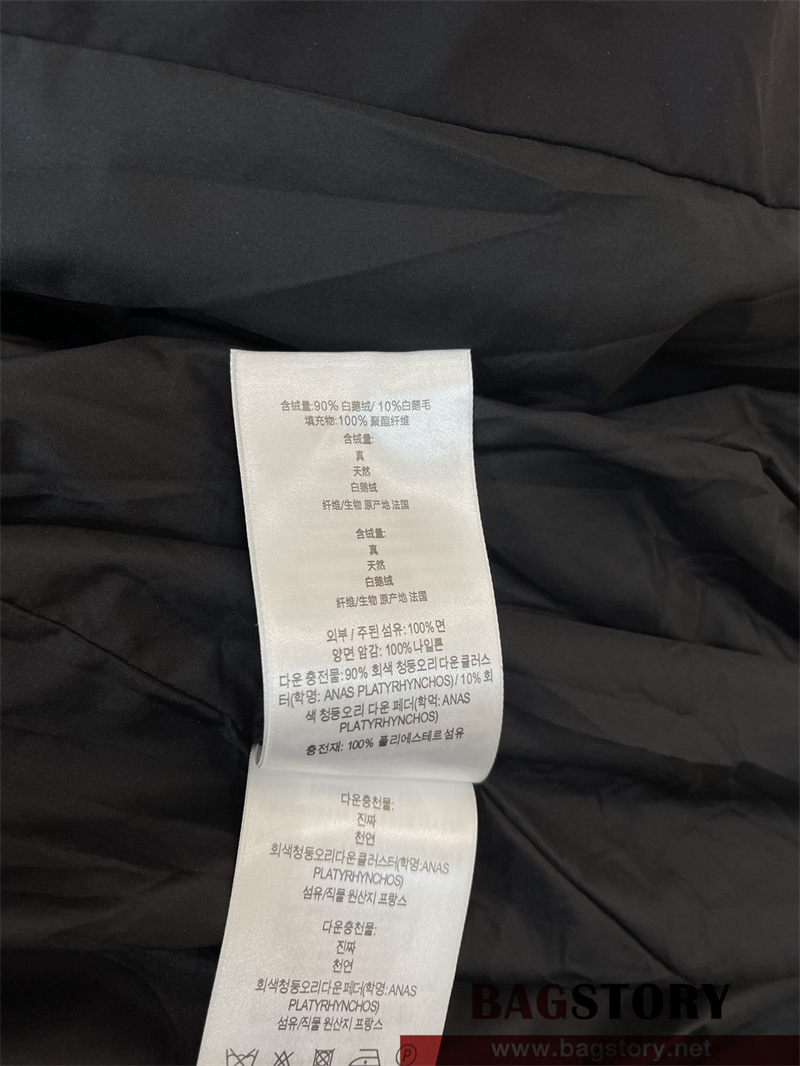 含绒量:90% 白鹅绒/ 10%白鹅毛
填充物:100% 聚酯纤维
含绒量:
真
天然
白鹅绒
纤维/生物 原产地 法国
含绒量:
真
天然
白鹅绒
纤维/生物 原产地 法国
외부 / 주된 섬유: 100% 면
양면 암감: 100% 나일론
다운 충전물: 90% 회색 청둥오리 다운 클러스
터(학명: ANAS PLATYRHYNCHOS) / 10% 회
색 청둥오리 다운 페더(학먹: ANAS
PLATYRHYNCHOS)
충전재: 100% 폴리에스테르 섬유
다운충천물:
진짜
천연
회색청둥오리다운클러스터(학명:ANAS
PLATYRHYNCHOS)
섬유/직물 원산지 프랑스
다운충천물:
진짜
천연
회색청둥오리다운페더(학명:ANAS
PLATYRHYNCHOS)
섬유/직물 원산지 프랑스
P
BAGSTORY
www.bagstory.net